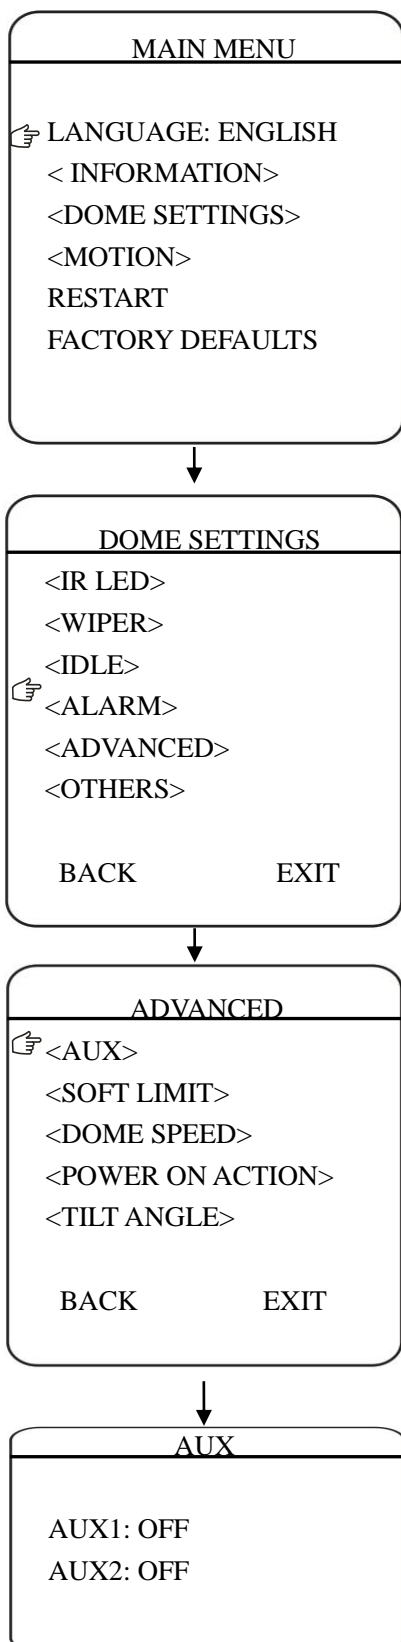 MAIN MENU
LANGUAGE: ENGLISH
< INFORMATION>
<DOME SETTINGS>
<MOTION>
RESTART
FACTORY DEFAULTS
DOME SETTINGS
<IR LED>
<WIPER>
<IDLE>
<ALARM>
<ADVANCED>
<OTHERS>
BACK EXIT
ADVANCED
<AUX>
<SOFT LIMIT>
<DOME SPEED>
<POWER ON ACTION>
<TILT ANGLE>
BACK EXIT
AUX
AUX1: OFF
AUX2: OFF